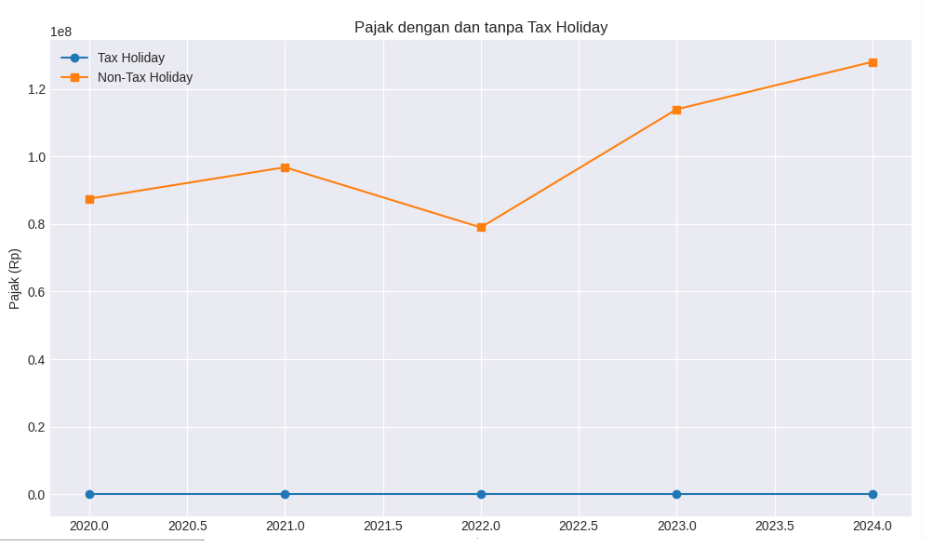 Pajak dengan dan tanpa Tax Holiday
1e8
Tax Holiday
Non-Tax Holiday
1.2
1.0
0.8
0.6
0.4
0.2
0.0
Pajak (Rp)
2020.0 2020.5 2021.0 2021.5 2022.0 2022.5 2023.0 2023.5 2024.0